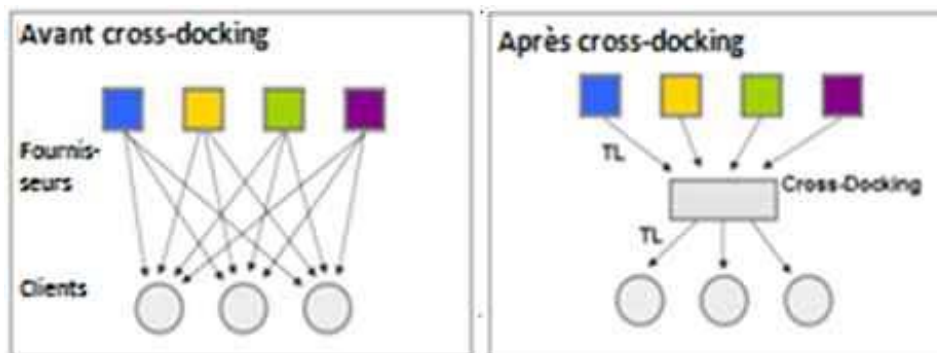 Avant cross-docking
Fournis-
seurs
Clients
Après cross-docking
TL
Cross-Docking
TL